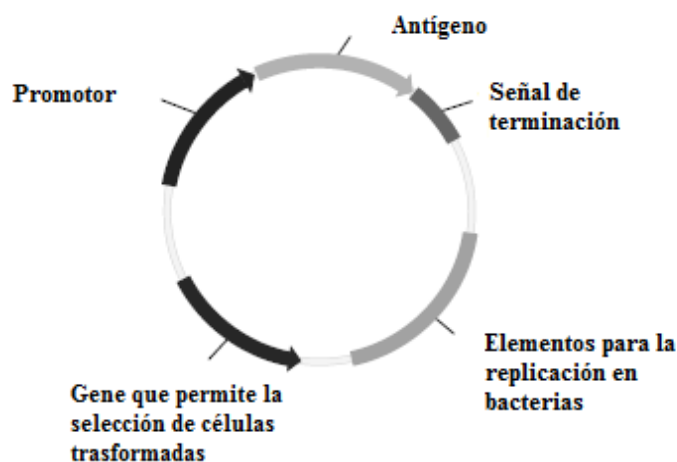 Antígeno
Promotor
Señal de
terminación
Elementos para la
replicación en
bacterias
Gene que permite la
selección de células
trasformadas